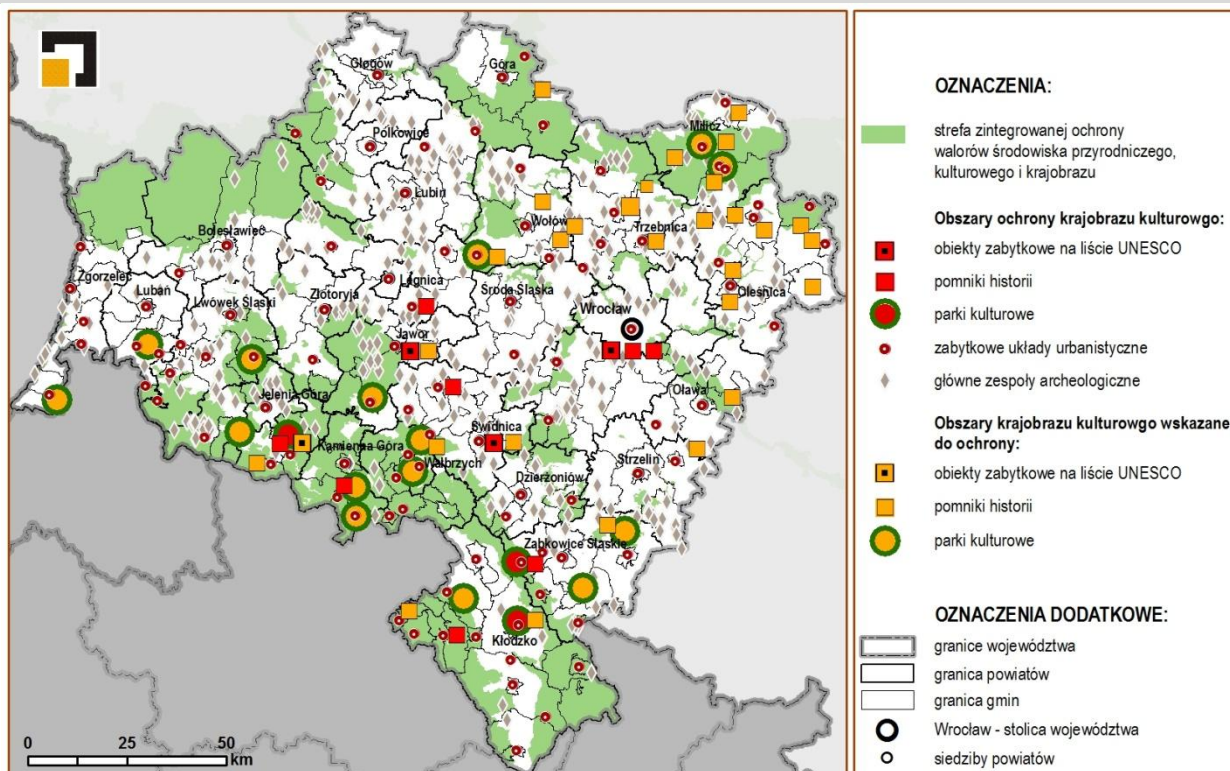 Głogów
Góra
Polkowice
Milicz
Lubin
Wołów
Trzebnica
Bolesławiec
Zgorzelec
Lubań
Lwówek Śląski
Złotoryja
Legnica
Środa Śląska
Wrocław
Oleśnica
Jawor
Jelenia Góra
Oława
Kamienna Góra
Świdnica
Wałbrzych
Strzelin
Dzierżoniów
Ząbkowice Śląskie
Kłodzko
0 25 50
km
OZNACZENIA:
strefa zintegrowanej ochrony
walorów środowiska przyrodniczego,
kulturowego i krajobrazu
Obszary ochrony krajobrazu kulturowgo:
obiekty zabytkowe na liście UNESCO
pomniki historii
parki kulturowe
zabytkowe układy urbanistyczne
główne zespoły archeologiczne
Obszary krajobrazu kulturowgo wskazane
do ochrony:
obiekty zabytkowe na liście UNESCO
pomniki historii
parki kulturowe
OZNACZENIA DODATKOWE:
granice województwa
granica powiatów
granica gmin
Wrocław - stolica województwa
siedziby powiatów